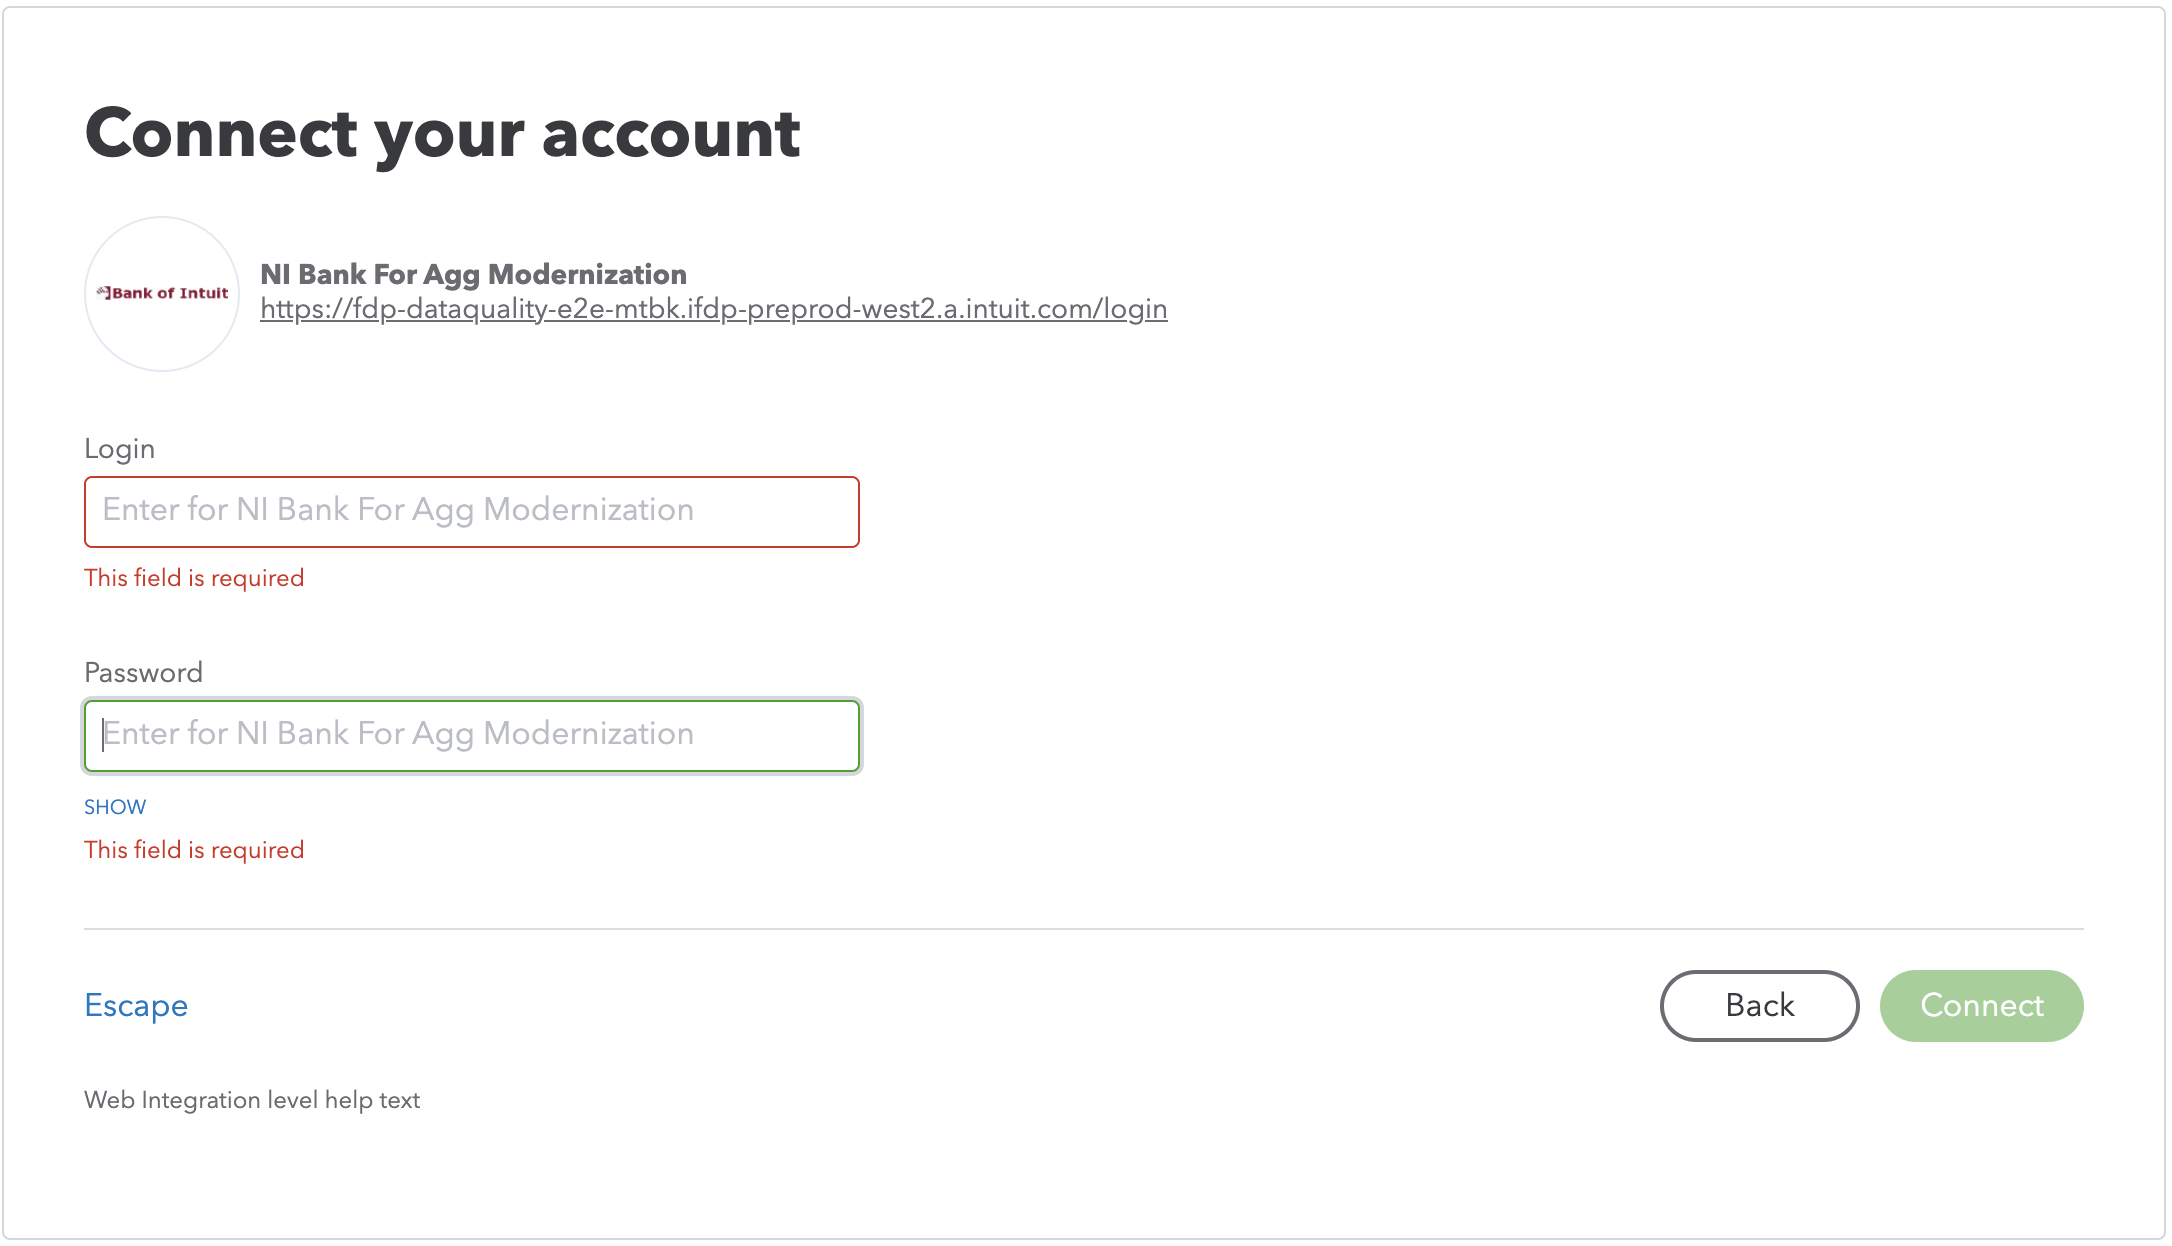 Connect your account
Bank of Intuit
NI Bank For Agg Modernization
https://fdp-dataquality-e2e-mtbk.ifdp-preprod-west2.a.intuit.com/login
Login
Enter for NI Bank For Agg Modernization
This field is required
Password
Enter for NI Bank For Agg Modernization
SHOW
This field is required
Escape
Back
Connect
Web Integration level help text